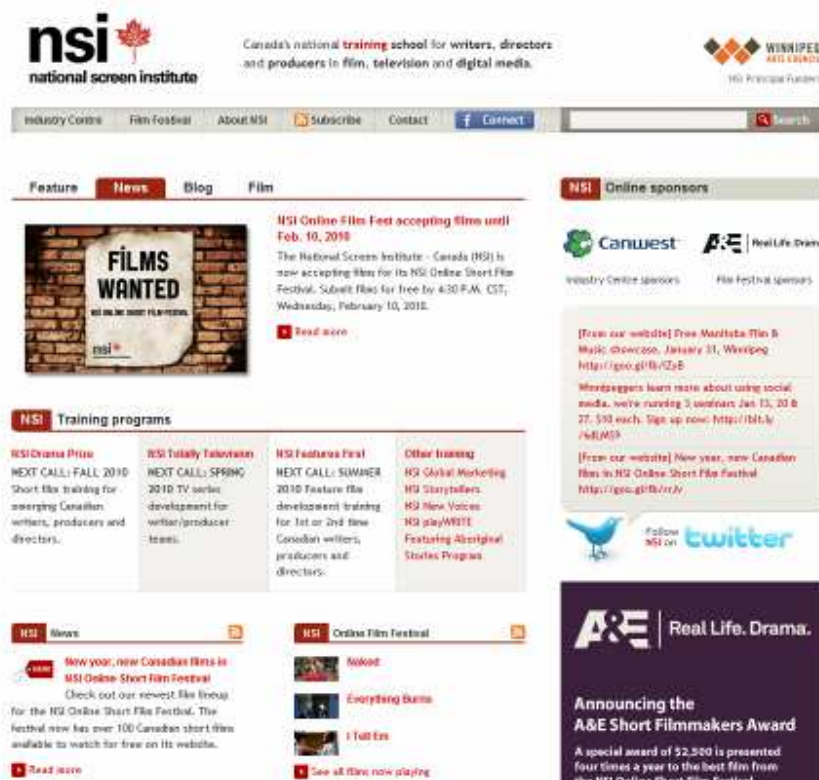 nsi
national screen institute
Canada's national training school for writers, directors
and producers in film, television and digital media.
WINNIPEG
ARTS COUNCIL
NSI Principal Funders
Industry Centre Film Festival About NSI Subscribe Contact f Connect Search
Feature News Blog Film
FILMS
WANTED
NSI ONLINE SHORT FILM FESTIVAL
nsi
NSI Online Film Fest accepting films until
Feb. 10, 2010
The National Screen Institute - Canada (NSI) is
now accepting films for its NSI Online Short Film
Festival. Submit films for free by 4:30 P.M. CST,
Wednesday, February 10, 2010.
Read more
NSI Training programs
NSI Drama Prize
NEXT CALL: FALL 2010
Short film training for
emerging Canadian
writers, producers and
directors.
NSI Totally Television
NEXT CALL: SPRING
2010 TV series
development for
writer/producer
teams.
NSI Features First
NEXT CALL: SUMMER
2010 Feature film
development training
for 1st or 2nd time
Canadian writers,
producers and
directors.
Other training
NSI Global Marketing
NSI Storytellers
NSI New Voices
NSI playWRITE
Featuring Aboriginal
Stories Program
NSI News
New year, new Canadian films in
NSI Online Short Film Festival
Check out our newest film lineup
for the NSI Online Short Film Festival. The
festival now has over 100 Canadian short films
available to watch for free on its website.
Read more
NSI Online Film Festival
Naked
Everything Burns
I Tell Em
See all films now playing
NSI Online sponsors
Canwest
A&E Real Life. Dram
Industry Centre sponsors
Film Festival sponsors
[From our website] Free Manitoba Film &
Music showcase, January 31, Winnipeg
Winnipeggers learn more about using social
media. we're running 3 seminars Jan 13, 20 &
27. $10 each. Sign up now: http://bit.ly
[From our website] New year, new Canadian
films in NSI Online Short Film Festival
Follow
NSI on twitter
A&E Real Life. Drama.
Announcing the
A&E Short Filmmakers Award
A special award of $2,500 is presented
four times a year to the best film from
the NSI Online Short Film Festival